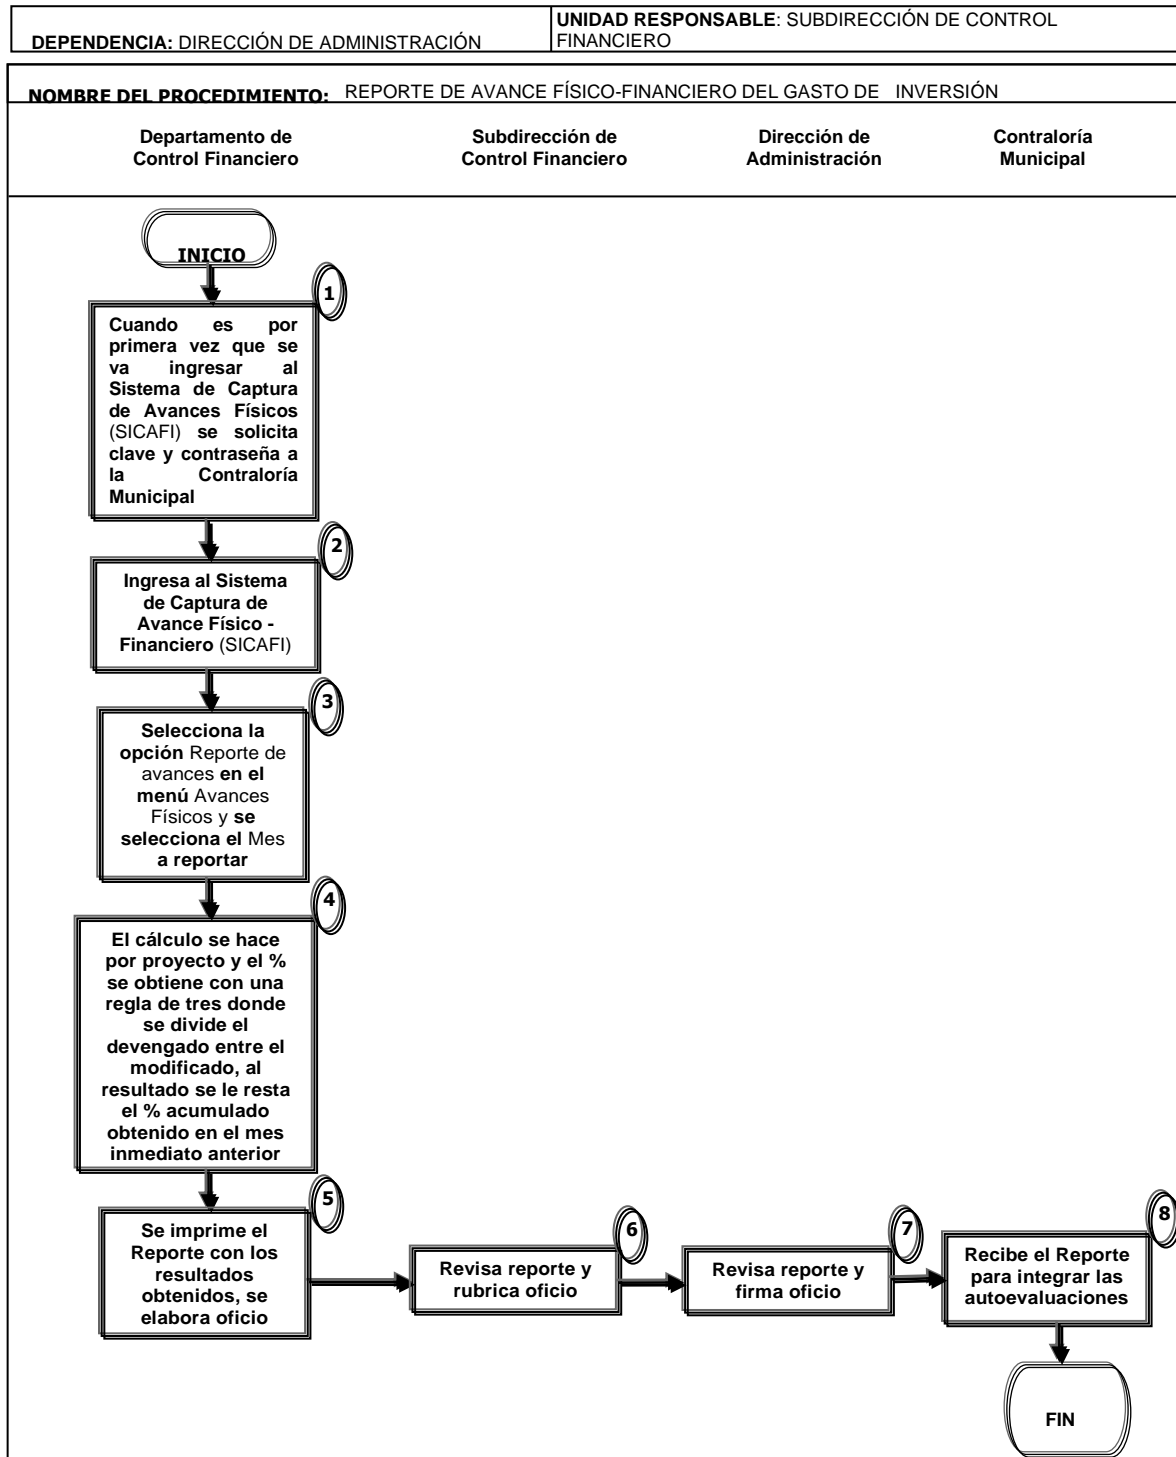 DEPENDENCIA: DIRECCIÓN DE ADMINISTRACIÓN
UNIDAD RESPONSABLE: SUBDIRECCIÓN DE CONTROL
FINANCIERO
NOMBRE DEL PROCEDIMIENTO: REPORTE DE AVANCE FÍSICO-FINANCIERO DEL GASTO DE INVERSIÓN
Departamento de
Control Financiero
Subdirección de
Control Financiero
Dirección de
Administración
Contraloría
Municipal
INICIO
1
Cuando es por
primera vez que se
va ingresar al
Sistema de Captura
de Avances Físicos
(SICAFI) se solicita
clave y contraseña a
la Contraloría
Municipal
2
Ingresa al Sistema
de Captura de
Avance Físico -
Financiero (SICAFI)
3
Selecciona la
opción Reporte de
avances en el
menú Avances
Físicos y se
selecciona el Mes
a reportar
4
El cálculo se hace
por proyecto y el %
se obtiene con una
regla de tres donde
se divide el
devengado entre el
modificado, al
resultado se le resta
el % acumulado
obtenido en el mes
inmediato anterior
5
Se imprime el
Reporte con los
resultados
obtenidos, se
elabora oficio
6
Revisa reporte y
rubrica oficio
7
Revisa reporte y
firma oficio
8
Recibe el Reporte
para integrar las
autoevaluaciones
FIN